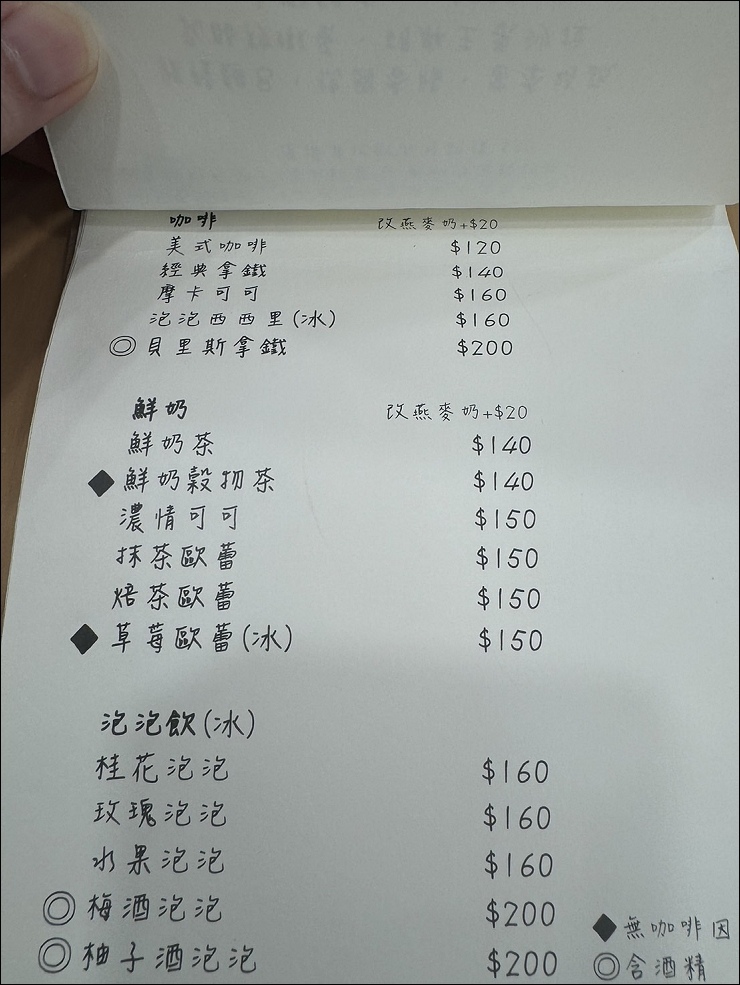 咖啡 改燕麥奶+$20
美式咖啡 $120
經典拿鐵 $140
摩卡可可 $160
泡泡西西里(冰) $160
◎貝里斯拿鐵 $200
鮮奶 改燕麥奶+$20
鮮奶茶 $140
◆鮮奶穀物茶 $140
濃情可可 $150
抹茶歐蕾 $150
焙茶歐蕾 $150
◆草莓歐蕾(冰) $150
泡泡飲(冰)
桂花泡泡 $160
玫瑰泡泡 $160
水果泡泡 $160
◎梅酒泡泡 $200
◎柚子酒泡泡 $200
◆無咖啡因
◎含酒精